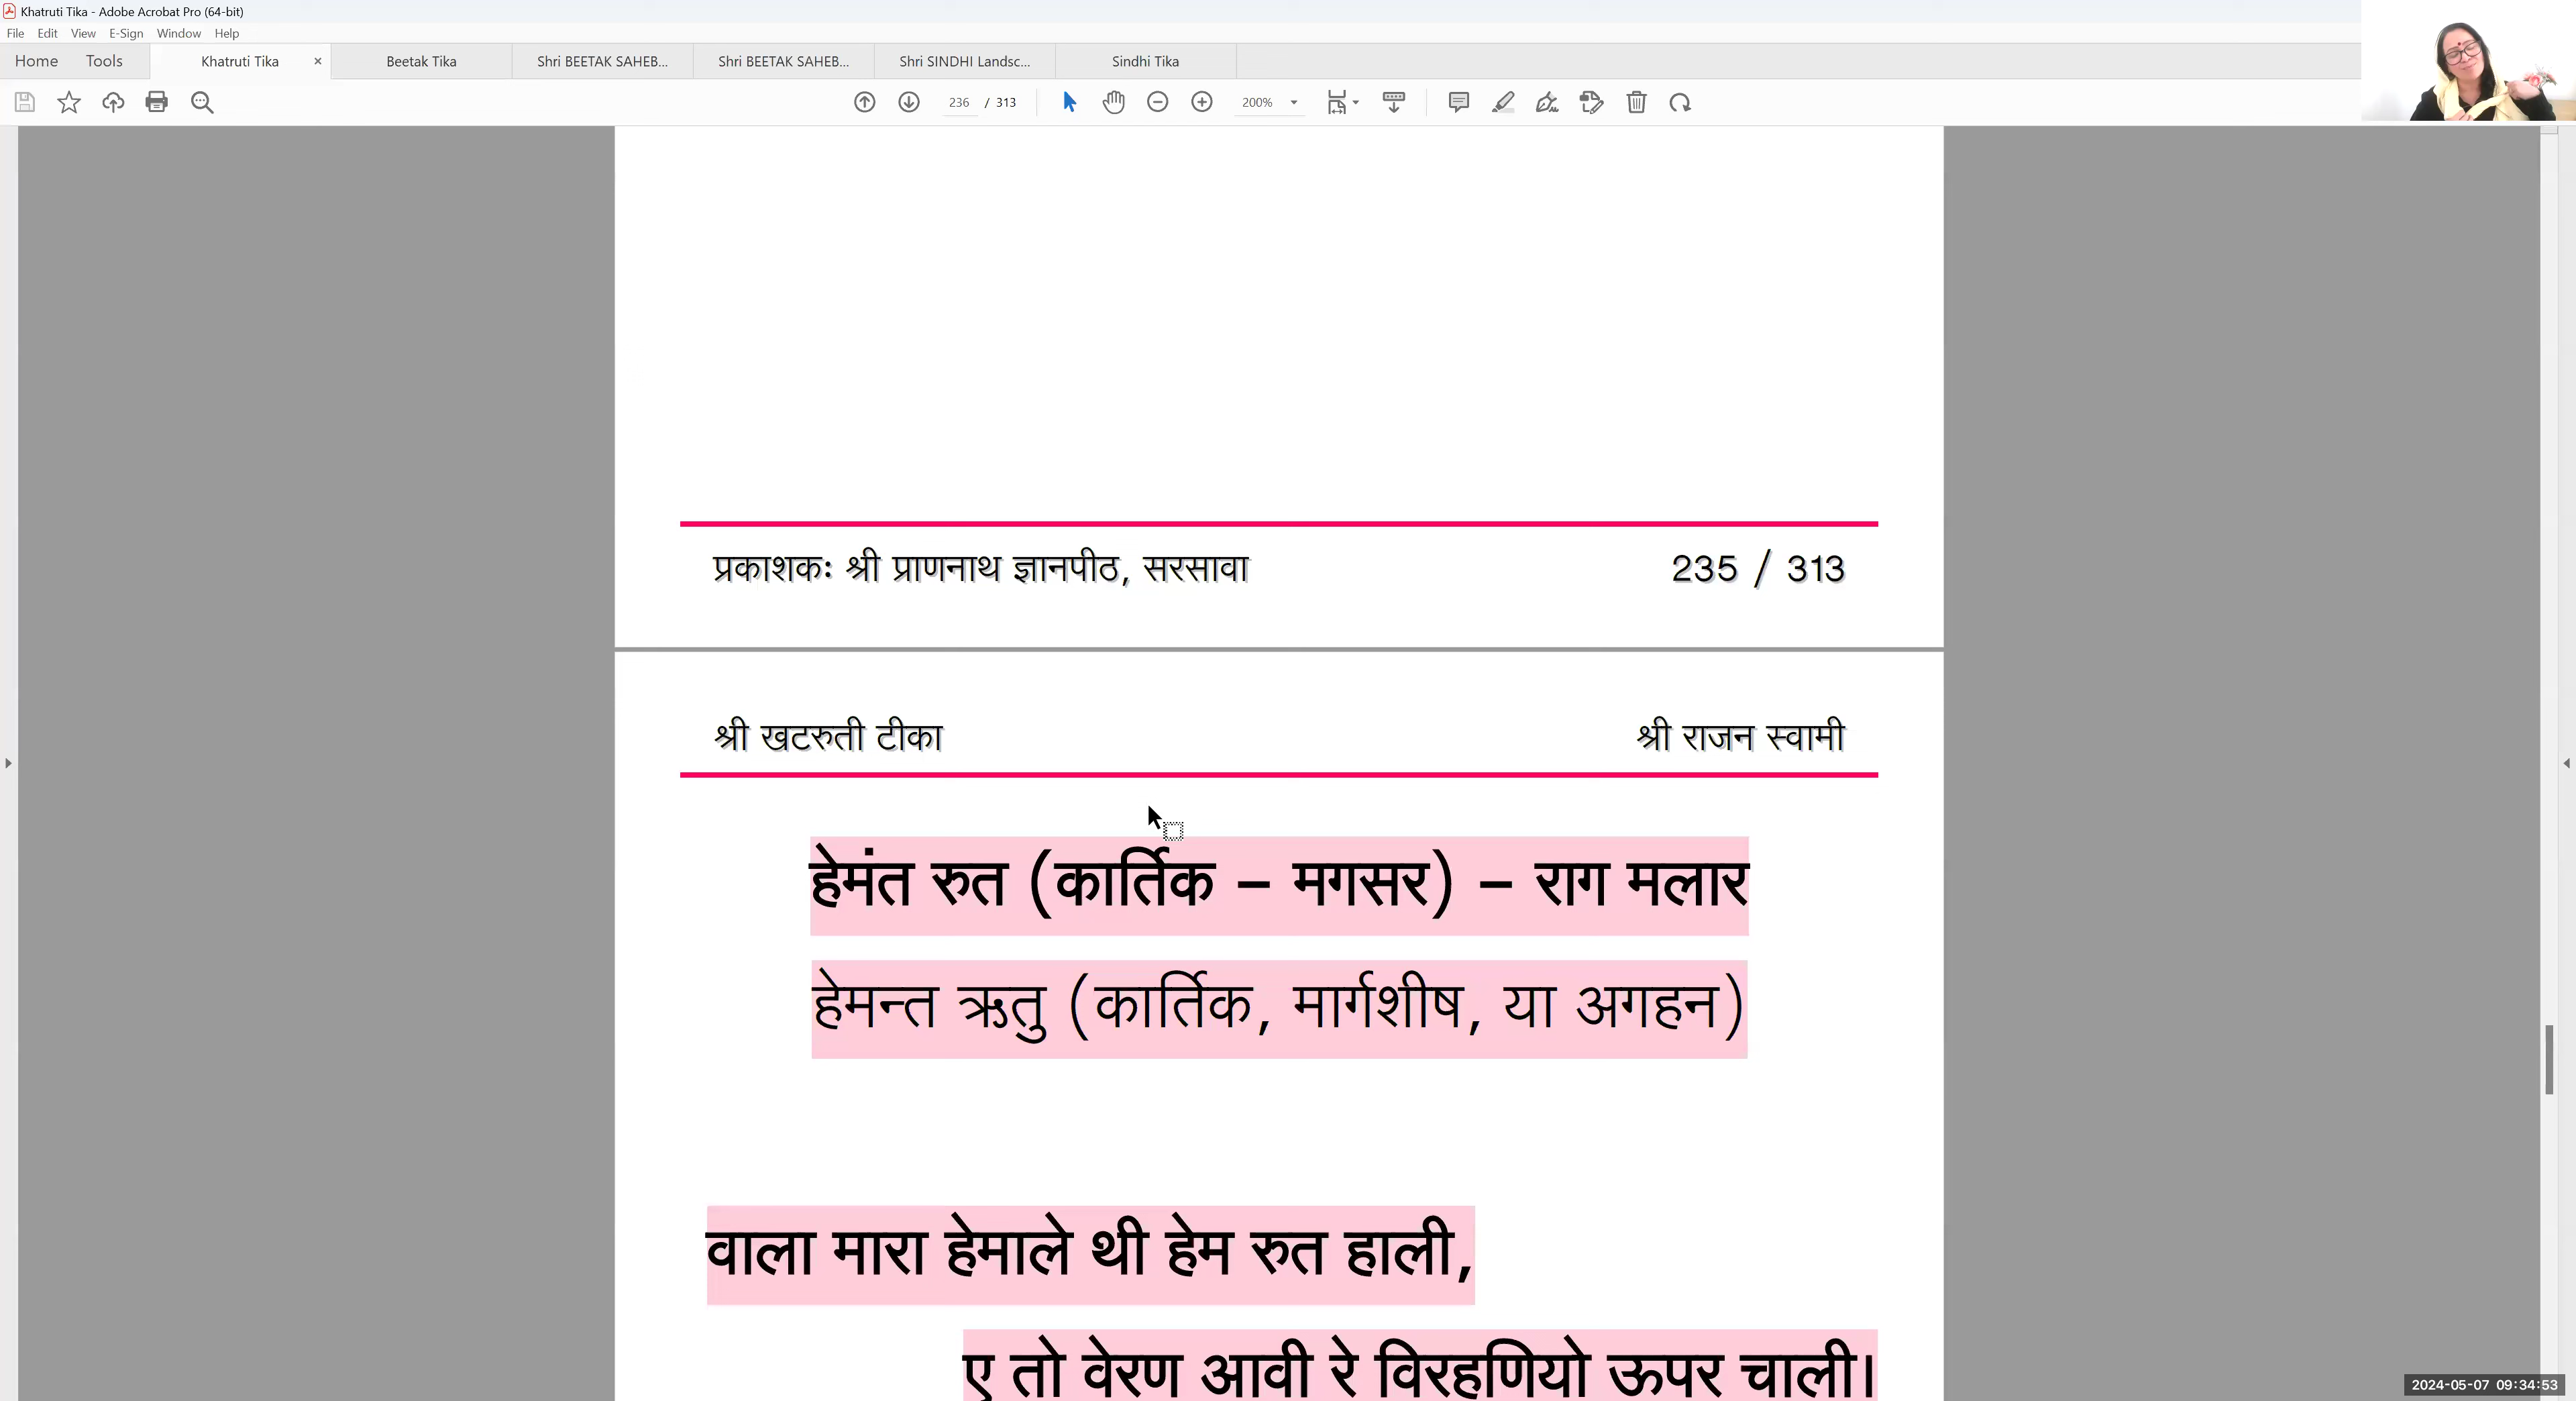 Khatruti Tika - Adobe Acrobat Pro (64-bit)
File Edit View E-Sign Window Help
Home Tools Khatruti Tika × Beetak Tika Shri BEETAK SAHEB... Shri BEETAK SAHEB... Shri SINDHI Landsc... Sindhi Tika
236 / 313 200%
प्रकाशकः श्री प्राणनाथ ज्ञानपीठ, सरसावा 235 / 313
श्री खटरुती टीका श्री राजन स्वामी
हेमंत रुत (कार्तिक – मगसर) – राग मलार
हेमन्त ऋतु (कार्तिक, मार्गशीष, या अगहन)
वाला मारा हेमाले थी हेम रुत हाली,
ए तो वेरण आवी रे विरहणियो ऊपर चाली।
2024-05-07 09:34:53